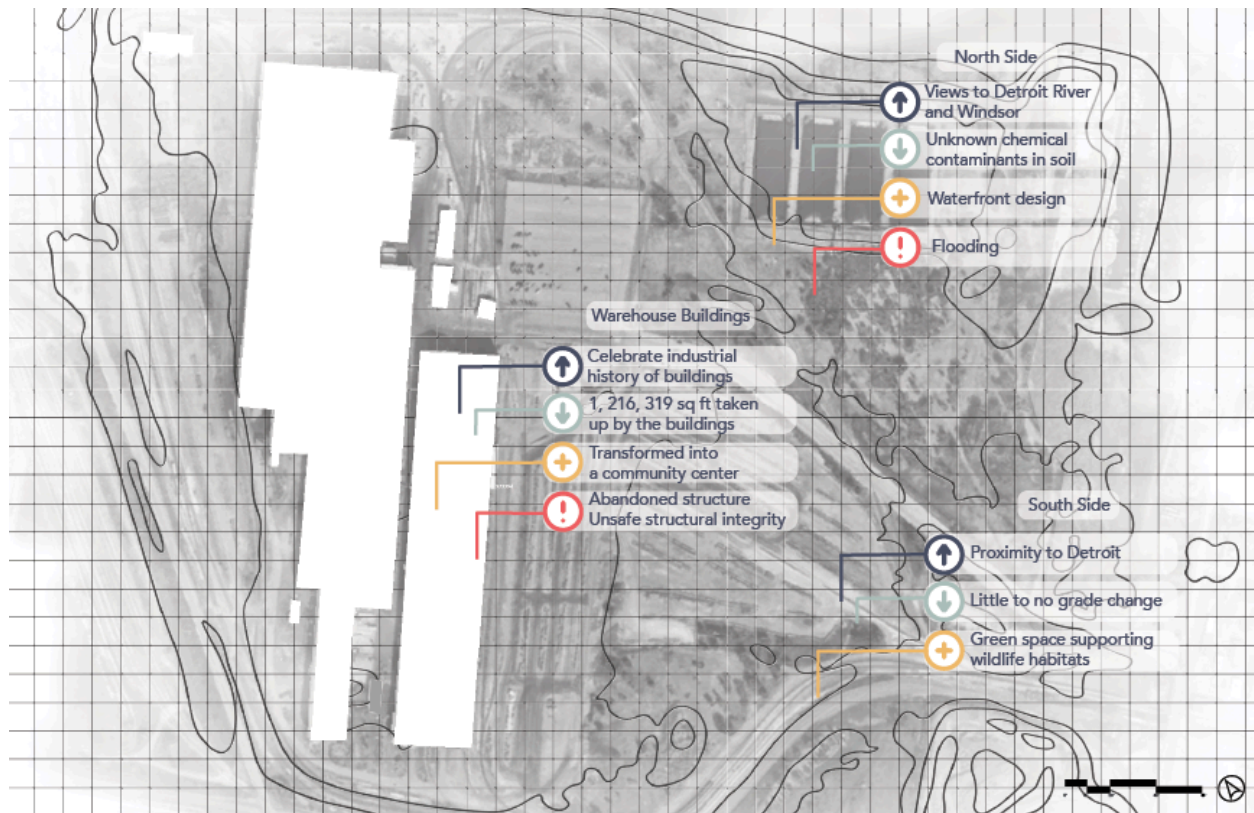 North Side
Views to Detroit River
and Windsor
Unknown chemical
contaminants in soil
Waterfront design
Flooding
Warehouse Buildings
Celebrate industrial
history of buildings
1, 216, 319 sq ft taken
up by the buildings
Transformed into
a community center
Abandoned structure
Unsafe structural integrity
South Side
Proximity to Detroit
Little to no grade change
Green space supporting
wildlife habitats